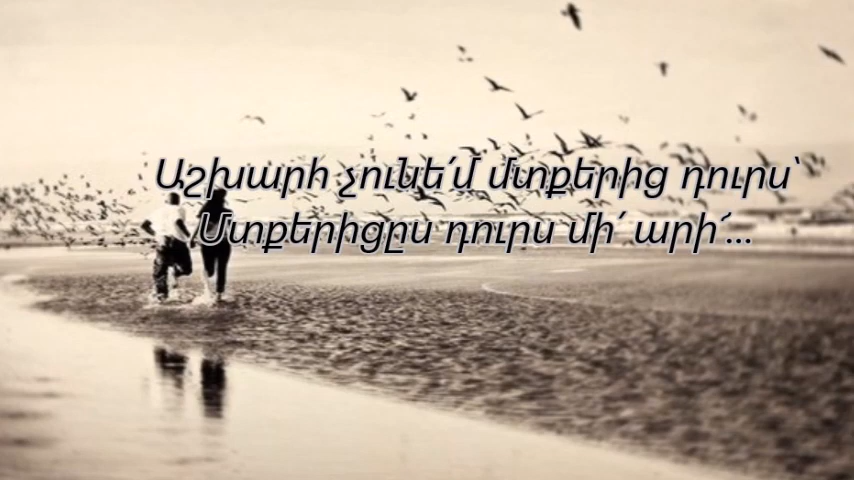 Աշխարհ չունե՛մ մտքերից դուրս՝
Մտքերիցըս դուրս մի՛ արի՜...